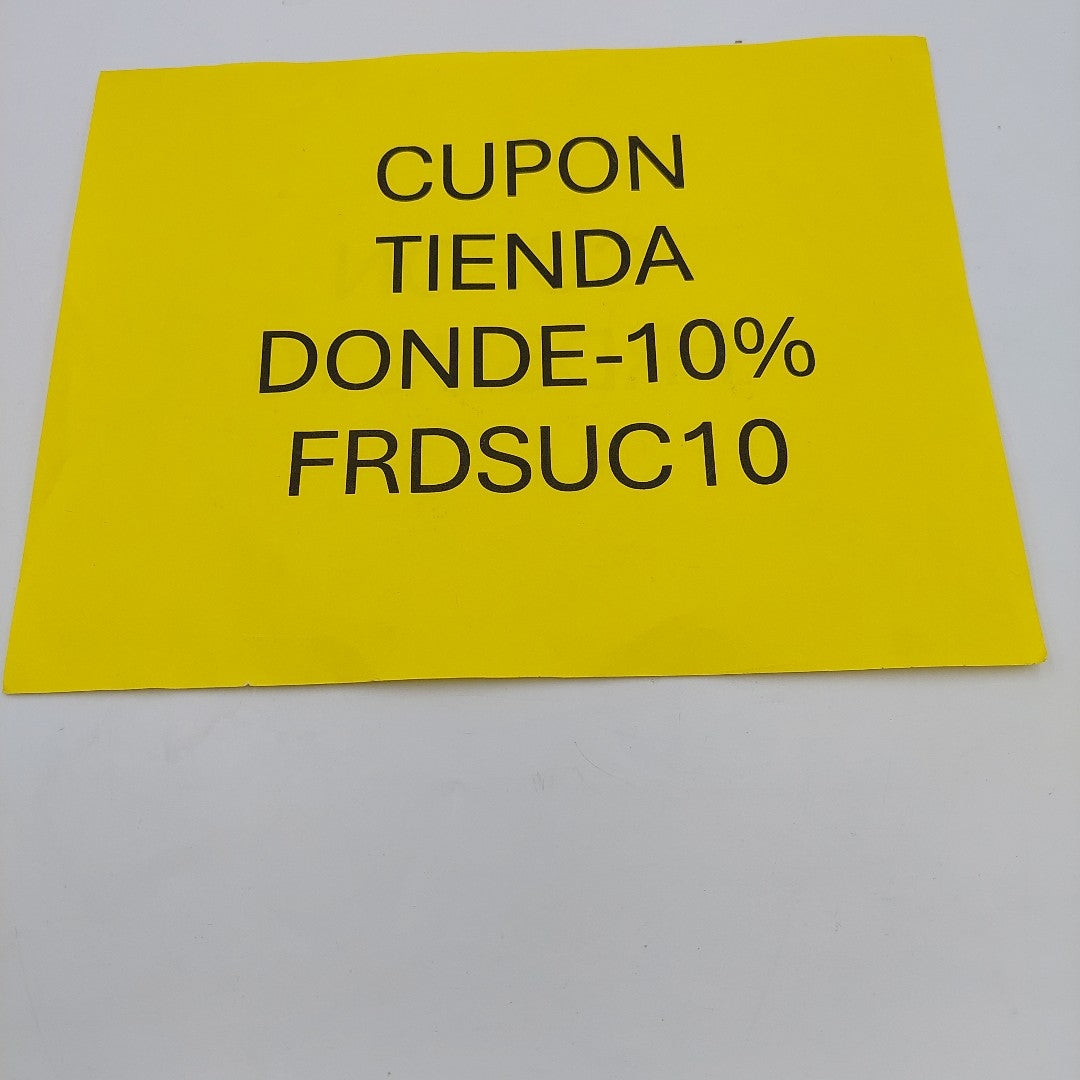 CUPON
TIENDA
DONDE-10%
FRDSUC10